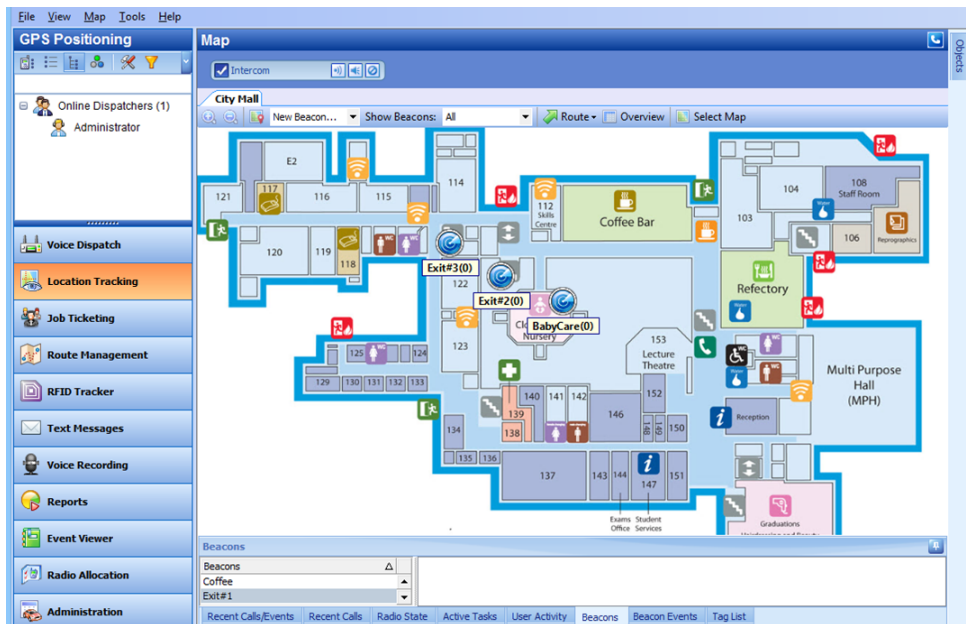 File View Map Tools Help
GPS Positioning
Map
Objects
Intercom
City Mall
New Beacon... Show Beacons: All Route Overview Select Map
Online Dispatchers (1)
Administrator
Voice Dispatch
Location Tracking
Job Ticketing
Route Management
RFID Tracker
Text Messages
Voice Recording
Reports
Event Viewer
Radio Allocation
Administration
E2
114
121
117
116
115
112
Skills
Centre
Coffee Bar
103
104
108
Staff Room
Water
106
Reprographics
120
119
118
WC
Exit#3(0)
122
Exit#2(0)
BabyCare(0)
Nursery
Refectory
Water
123
125
124
129
130
131
132
133
153
Lecture
Theatre
WC
WC
Water
Multi Purpose
Hall
(MPH)
139
138
140
141
142
146
152
148
149
150
Reception
134
135
136
137
143
144
147
151
Exams
Office
Student
Services
Graduations
Beacons
Beacons
Coffee
Exit#1
Recent Calls/Events Recent Calls Radio State Active Tasks User Activity Beacons Beacon Events Tag List